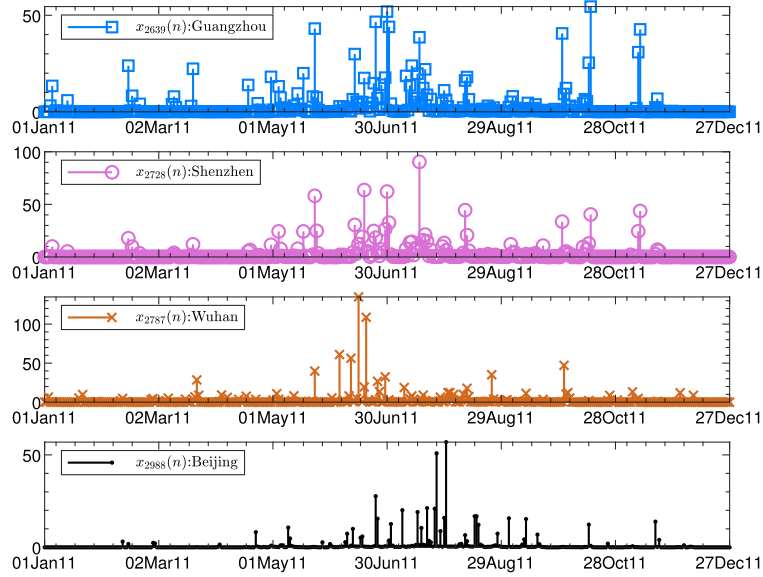 50
x2639(n):Guangzhou
0
01Jan11 02Mar11 01May11 30Jun11 29Aug11 28Oct11 27Dec11
100
x2728(n):Shenzhen
50
0
01Jan11 02Mar11 01May11 30Jun11 29Aug11 28Oct11 27Dec11
x2787(n):Wuhan
100
50
0
01Jan11 02Mar11 01May11 30Jun11 29Aug11 28Oct11 27Dec11
50
x2988(n):Beijing
0
01Jan11 02Mar11 01May11 30Jun11 29Aug11 28Oct11 27Dec11